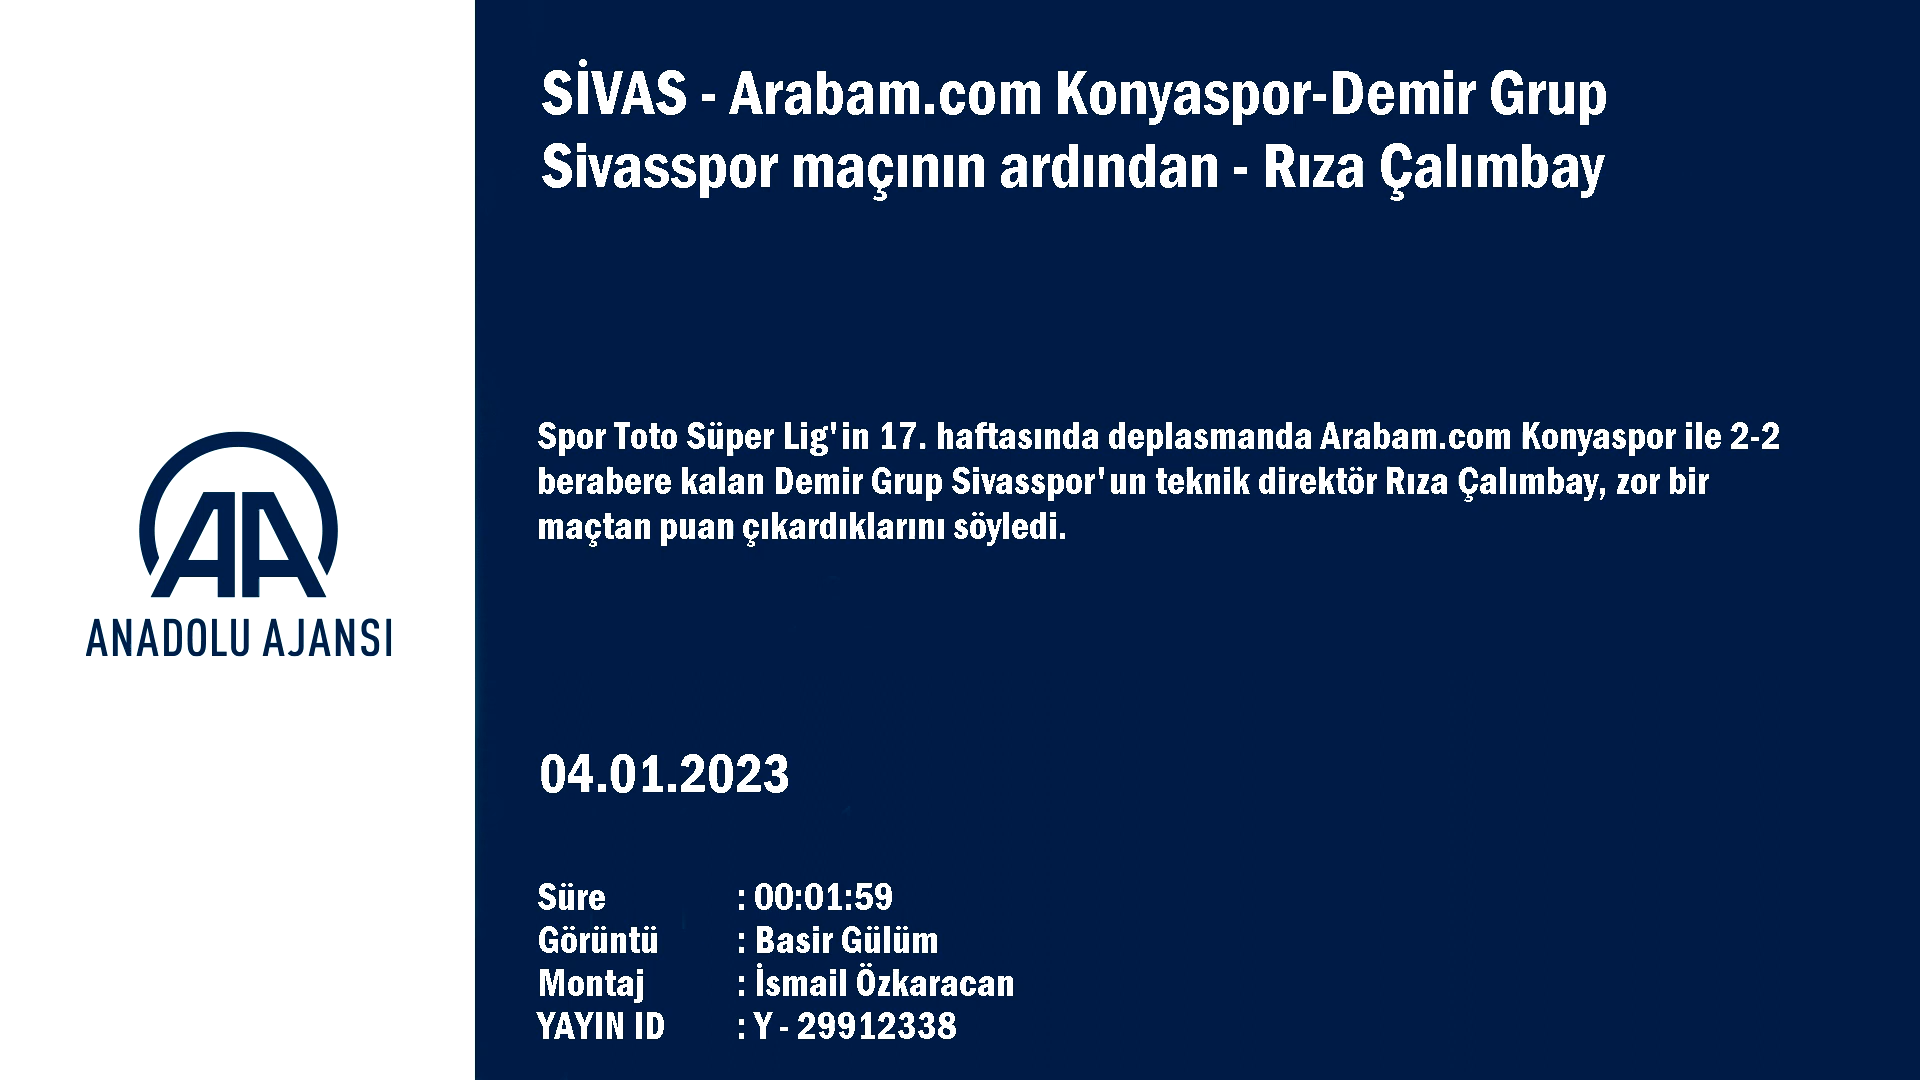 SİVAS - Arabam.com Konyaspor-Demir Grup
Sivasspor maçının ardından - Rıza Çalımbay
Spor Toto Süper Lig'in 17. haftasında deplasmanda Arabam.com Konyaspor ile 2-2
berabere kalan Demir Grup Sivasspor'un teknik direktör Rıza Çalımbay, zor bir
maçtan puan çıkardıklarını söyledi.
AA
ANADOLU AJANSI
04.01.2023
Süre : 00:01:59
Görüntü : Basir Gülüm
Montaj : İsmail Özkaracan
YAYIN ID : Y - 29912338